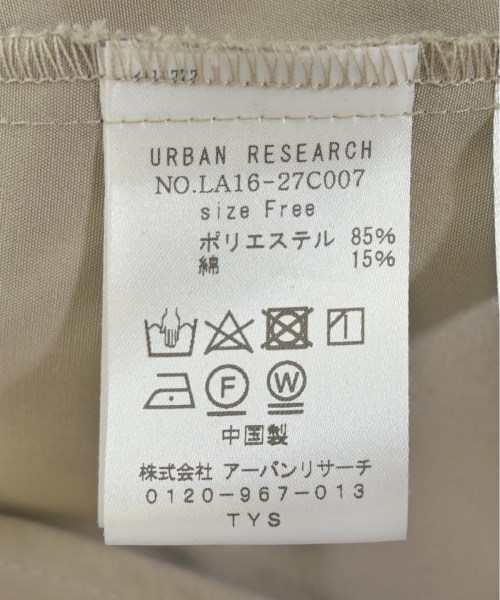 URBAN RESEARCH
NO.LA16-27C007
size Free
ポリエステル 85%
綿 15%
F W
中国製
株式会社 アーバンリサーチ
0120-967-013
TYS